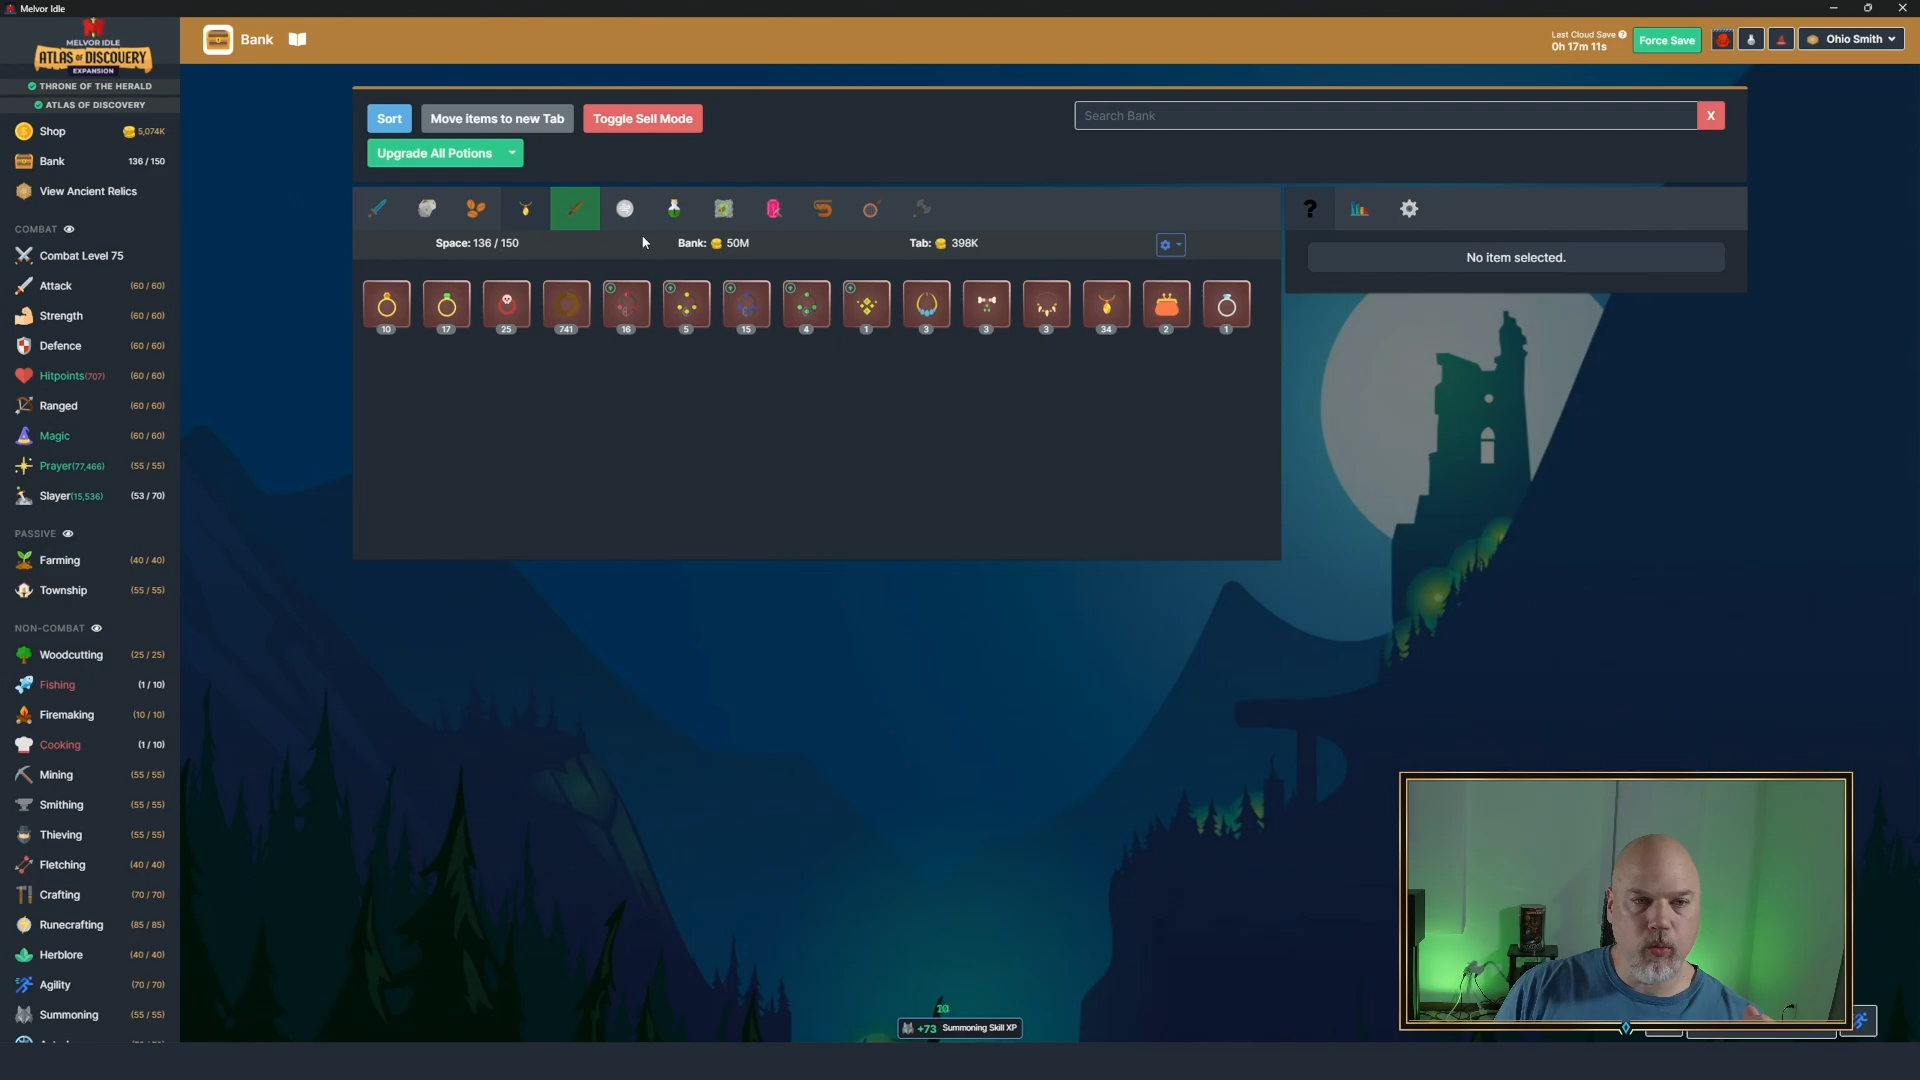 Melvor Idle
MELVOR IDLE
ATLAS OF DISCOVERY
EXPANSION
THRONE OF THE HERALD
ATLAS OF DISCOVERY
Shop 5,074K
Bank 136 / 150
View Ancient Relics
COMBAT
Combat Level 75
Attack (60 / 60)
Strength (60 / 60)
Defence (60 / 60)
Hitpoints(707) (60 / 60)
Ranged (60 / 60)
Magic (60 / 60)
Prayer(77,466) (55 / 55)
Slayer(15,536) (53 / 70)
PASSIVE
Farming (40 / 40)
Township (55 / 55)
NON-COMBAT
Woodcutting (25 / 25)
Fishing (1 / 10)
Firemaking (10 / 10)
Cooking (1 / 10)
Mining (55 / 55)
Smithing (55 / 55)
Thieving (55 / 55)
Fletching (40 / 40)
Crafting (70 / 70)
Runecrafting (85 / 85)
Herblore (40 / 40)
Agility (70 / 70)
Summoning (55 / 55)
Bank
Last Cloud Save
0h 17m 11s
Force Save
Ohio Smith
Sort
Move items to new Tab
Toggle Sell Mode
Search Bank
X
Upgrade All Potions
Space: 136 / 150
Bank: 50M
Tab: 398K
10 17 25 741 16 5 15 4 1 3 3 3 34 2 1
?
No item selected.
+73 Summoning Skill XP